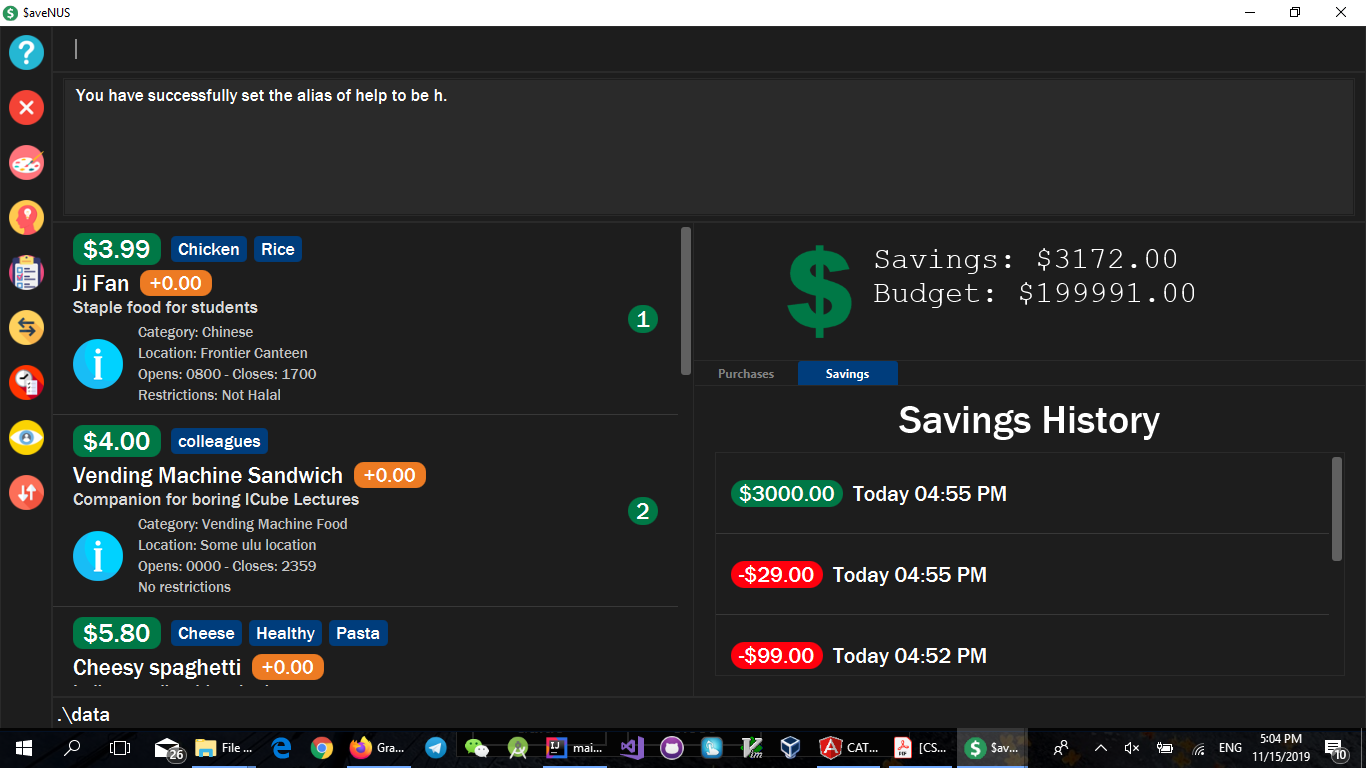 $aveNUS
You have successfully set the alias of help to be h.
$3.99 Chicken Rice
Ji Fan +0.00
Staple food for students
1
Category: Chinese
Location: Frontier Canteen
Opens: 0800 - Closes: 1700
Restrictions: Not Halal
$4.00 colleagues
Vending Machine Sandwich +0.00
Companion for boring ICube Lectures
2
Category: Vending Machine Food
Location: Some ulu location
Opens: 0000 - Closes: 2359
No restrictions
$5.80 Cheese Healthy Pasta
Cheesy spaghetti +0.00
Savings: $3172.00
Budget: $199991.00
Purchases Savings
Savings History
$3000.00 Today 04:55 PM
-$29.00 Today 04:55 PM
-$99.00 Today 04:52 PM
.\data
26 File ... Gra... mai... CAT... [CS... $av... ENG
5:04 PM
11/15/2019
10